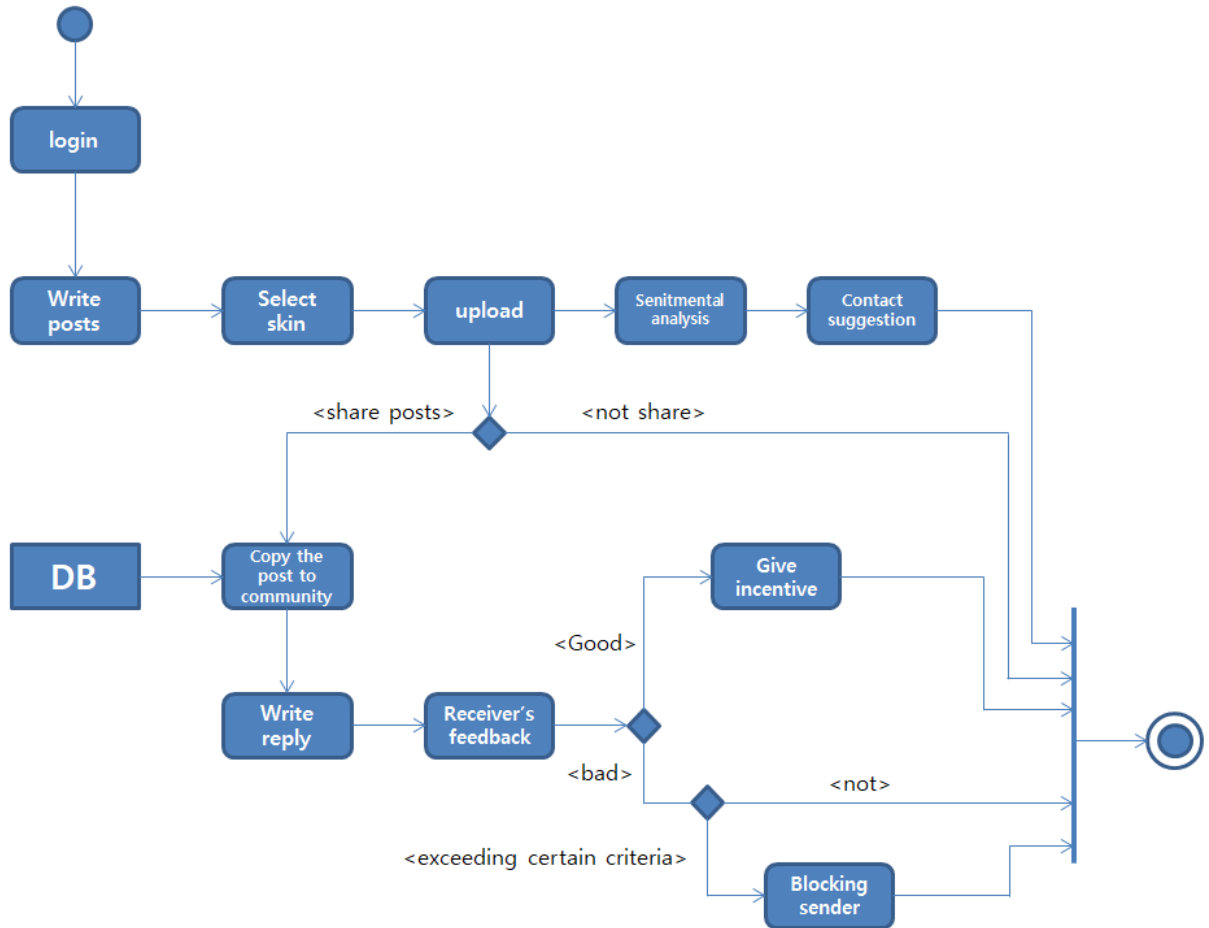 login
Write
posts
Select
skin
upload
Senitmental
analysis
Contact
suggestion
<share posts>
<not share>
DB
Copy the
post to
community
Give
incentive
<Good>
Write
reply
Receiver's
feedback
<bad>
<not>
<exceeding certain criteria>
Blocking
sender